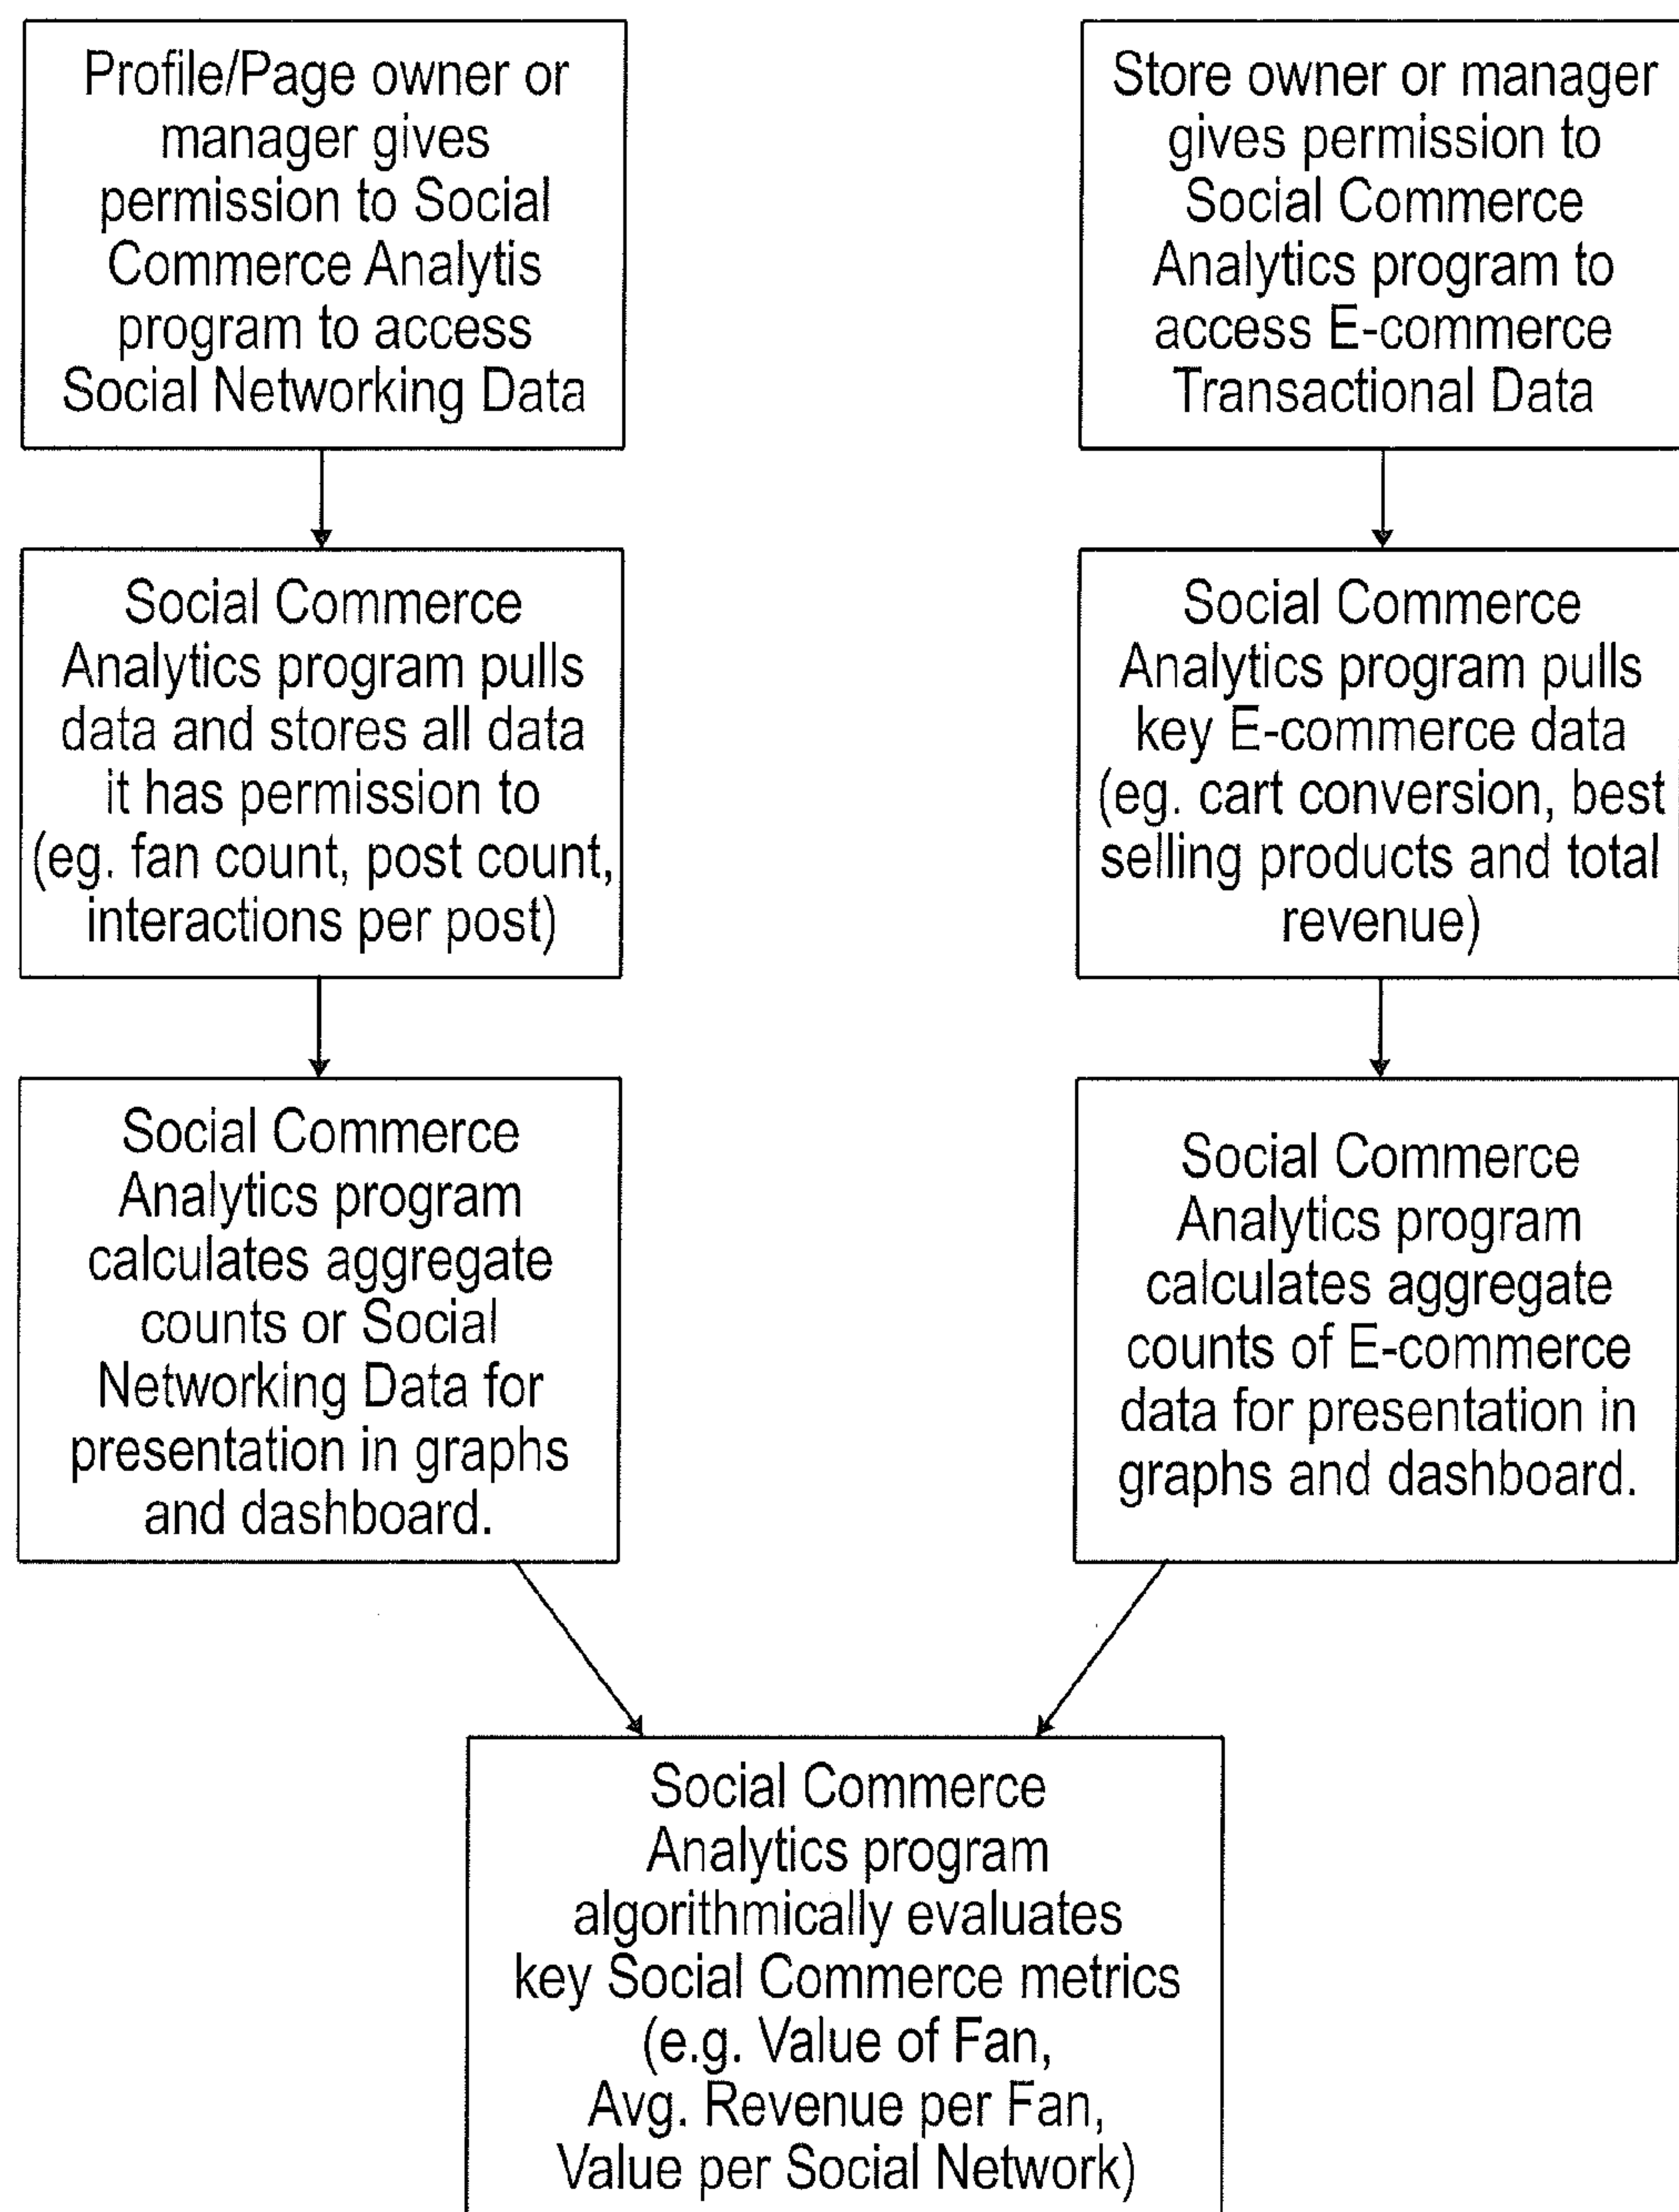 Profile/Page owner or
manager gives
permission to Social
Commerce Analytis
program to access
Social Networking Data
Social Commerce
Analytics program pulls
data and stores all data
it has permission to
(eg. fan count, post count,
interactions per post)
Social Commerce
Analytics program
calculates aggregate
counts or Social
Networking Data for
presentation in graphs
and dashboard.
Store owner or manager
gives permission to
Social Commerce
Analytics program to
access E-commerce
Transactional Data
Social Commerce
Analytics program pulls
key E-commerce data
(eg. cart conversion, best
selling products and total
revenue)
Social Commerce
Analytics program
calculates aggregate
counts of E-commerce
data for presentation in
graphs and dashboard.
Social Commerce
Analytics program
algorithmically evaluates
key Social Commerce metrics
(e.g. Value of Fan,
Avg. Revenue per Fan,
Value per Social Network)